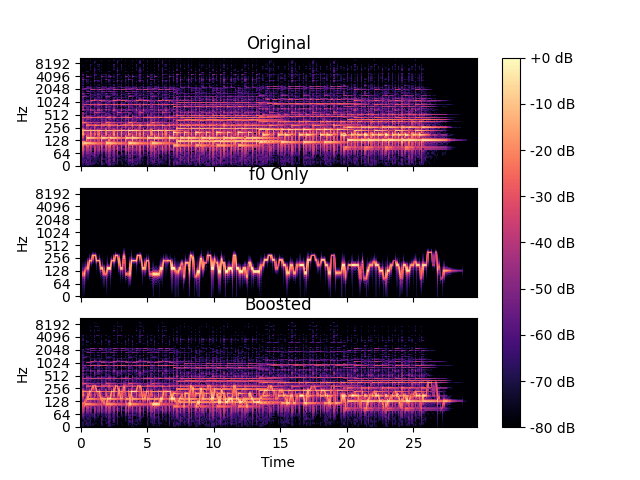 Original
8192
4096
2048
1024
512
256
128
64
0
Hz
f0 Only
8192
4096
2048
1024
512
256
128
64
0
Hz
Boosted
8192
4096
2048
1024
512
256
128
64
0
Hz
0 5 10 15 20 25
Time
+0 dB
-10 dB
-20 dB
-30 dB
-40 dB
-50 dB
-60 dB
-70 dB
-80 dB